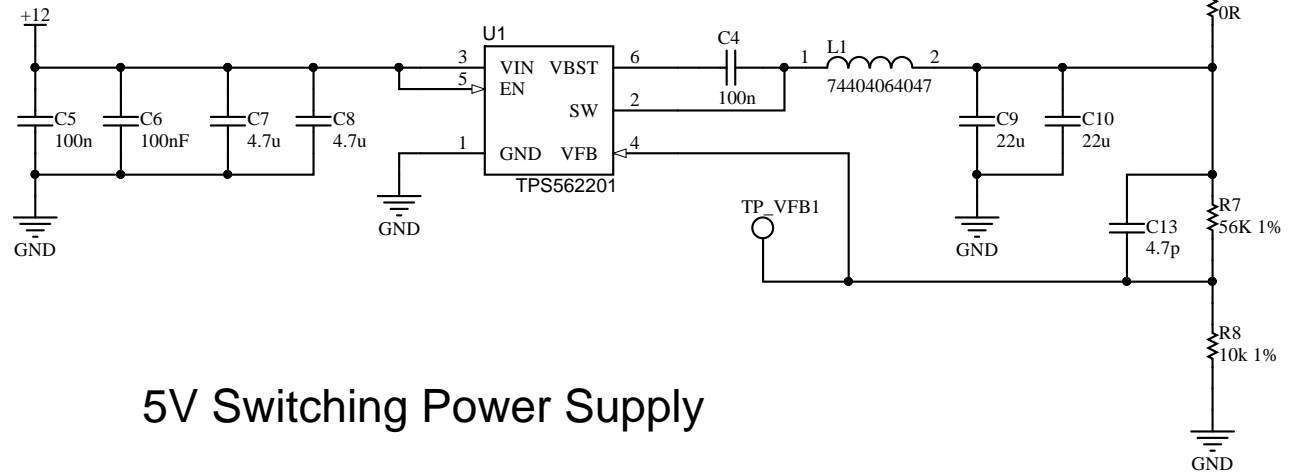 +12
0R
U1
3
VIN
VBST
6
5
EN
SW
2
1
GND
VFB
4
TPS562201
C4
100n
1
L1
2
74404064047
C5
100n
C6
100nF
C7
4.7u
C8
4.7u
C9
22u
C10
22u
GND
GND
GND
TP_VFB1
C13
4.7p
R7
56K 1%
R8
10k 1%
GND
5V Switching Power Supply